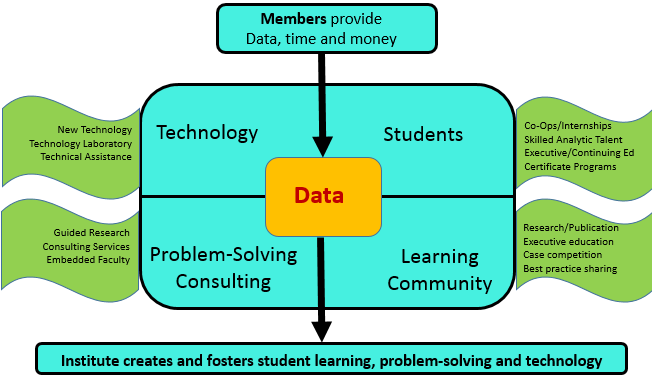 Members provide
Data, time and money
New Technology
Technology Laboratory
Technical Assistance
Technology
Students
Co-Ops/Internships
Skilled Analytic Talent
Executive/Continuing Ed
Certificate Programs
Data
Guided Research
Consulting Services
Embedded Faculty
Problem-Solving
Consulting
Learning
Community
Research/Publication
Executive education
Case competition
Best practice sharing
Institute creates and fosters student learning, problem-solving and technology